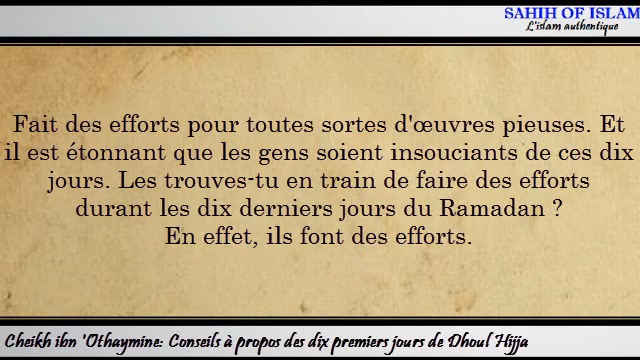 SAHIH OF ISLAM
L'islam authentique
Fait des efforts pour toutes sortes d'œuvres pieuses. Et
il est étonnant que les gens soient insouciants de ces dix
jours. Les trouves-tu en train de faire des efforts
durant les dix derniers jours du Ramadan ?
En effet, ils font des efforts.
Cheikh ibn 'Othaymine: Conseils à propos des dix premiers jours de Dhoul Hijja